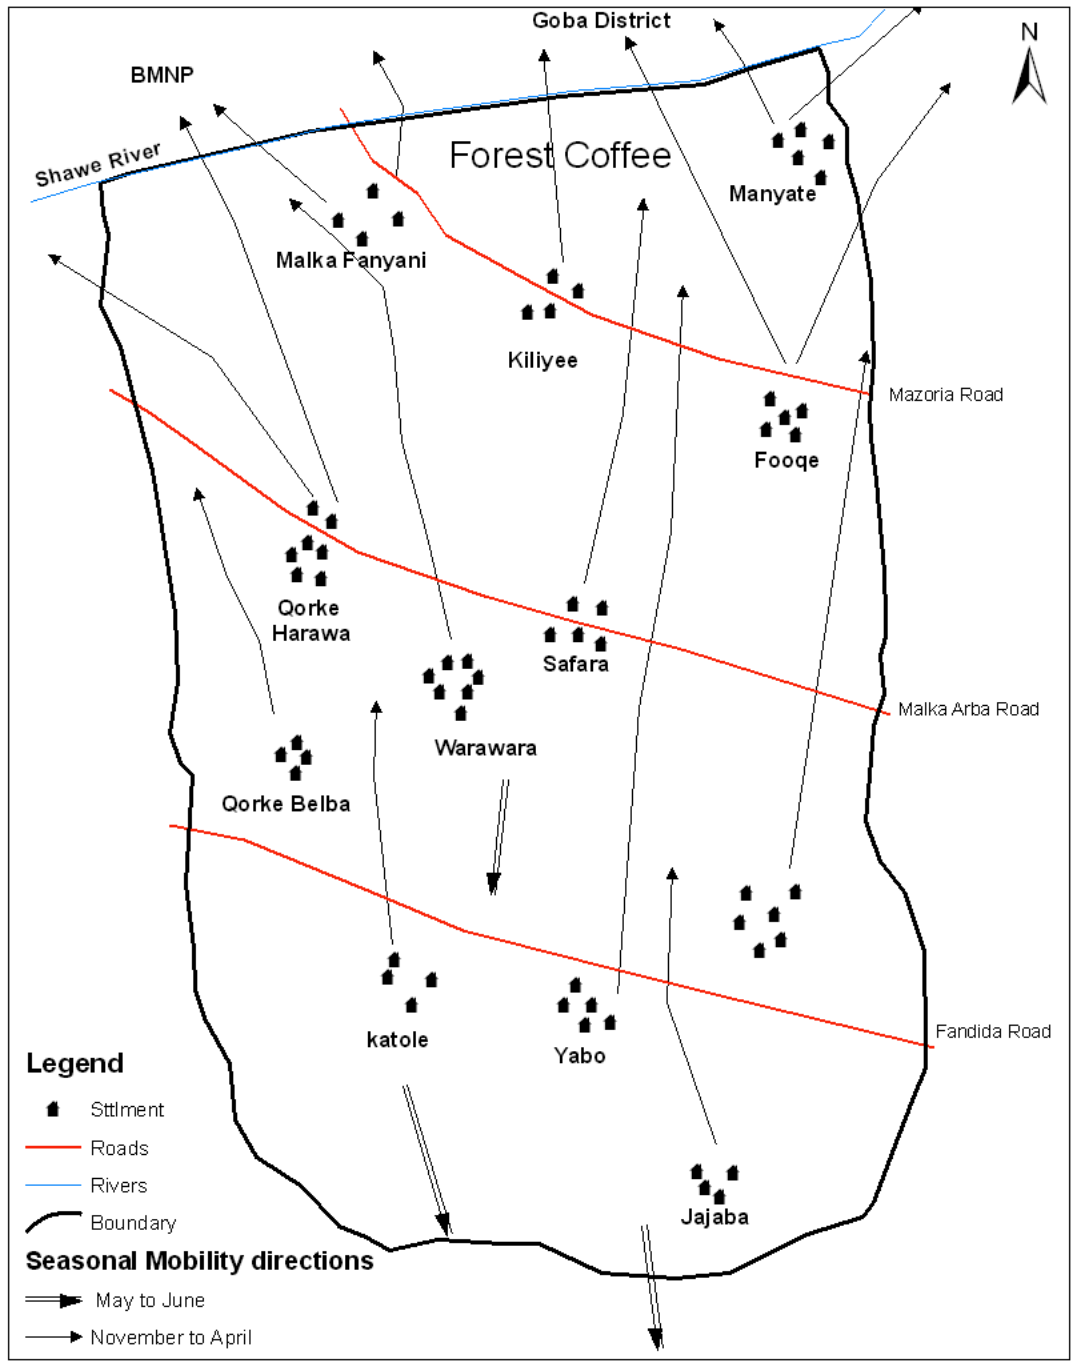 Goba District
N
BMNP
Shawe River
Forest Coffee
Manyate
Malka Fanyani
Kiliyee
Mazoria Road
Fooqe
Qorke
Harawa
Safara
Malka Arba Road
Warawara
Qorke Belba
Fandida Road
katole
Yabo
Jajaba
Legend
Sttlment
Roads
Rivers
Boundary
Seasonal Mobility directions
May to June
November to April